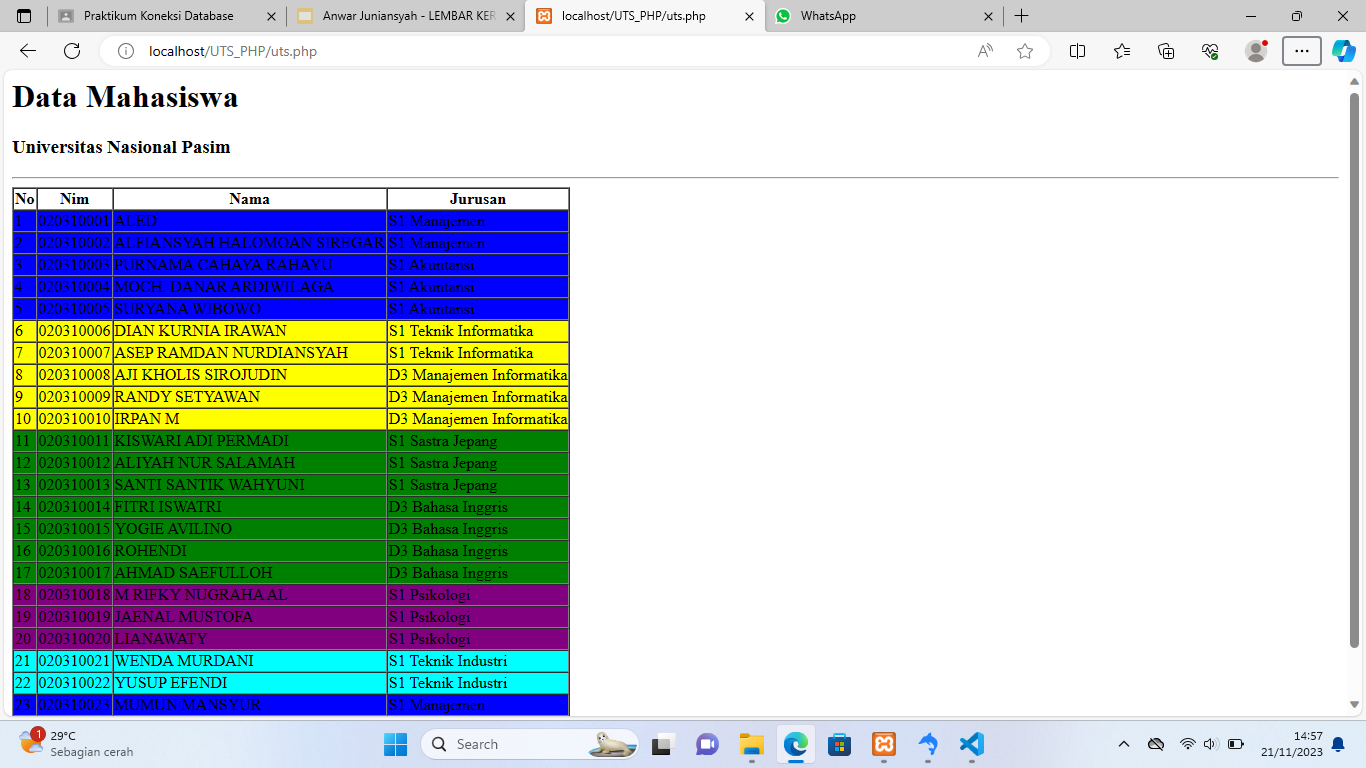 Praktikum Koneksi Database
Anwar Juniansyah - LEMBAR KER
localhost/UTS_PHP/uts.php
WhatsApp
localhost/UTS_PHP/uts.php
Data Mahasiswa
Universitas Nasional Pasim
No Nim Nama Jurusan
1 020310001 ALED S1 Manajemen
2 020310002 ALFIANSYAH HALOMOAN SIREGAR S1 Manajemen
3 020310003 PURNAMA CAHAYA RAHAYU S1 Akuntansi
4 020310004 MOCH. DANAR ARDIWILAGA S1 Akuntansi
5 020310005 SURYANA WIBOWO S1 Akuntansi
6 020310006 DIAN KURNIA IRAWAN S1 Teknik Informatika
7 020310007 ASEP RAMDAN NURDIANSYAH S1 Teknik Informatika
8 020310008 AJI KHOLIS SIROJUDIN D3 Manajemen Informatika
9 020310009 RANDY SETYAWAN D3 Manajemen Informatika
10 020310010 IRPAN M D3 Manajemen Informatika
11 020310011 KISWARI ADI PERMADI S1 Sastra Jepang
12 020310012 ALIYAH NUR SALAMAH S1 Sastra Jepang
13 020310013 SANTI SANTIK WAHYUNI S1 Sastra Jepang
14 020310014 FITRI ISWATRI D3 Bahasa Inggris
15 020310015 YOGIE AVILINO D3 Bahasa Inggris
16 020310016 ROHENDI D3 Bahasa Inggris
17 020310017 AHMAD SAEFULLOH D3 Bahasa Inggris
18 020310018 M RIFKY NUGRAHA AL S1 Psikologi
19 020310019 JAENAL MUSTOFA S1 Psikologi
20 020310020 LIANAWATY S1 Psikologi
21 020310021 WENDA MURDANI S1 Teknik Industri
22 020310022 YUSUP EFENDI S1 Teknik Industri
23 020310023 MUMUN MANSYUR S1 Manajemen
1
29°C
Sebagian cerah
Search
14:57
21/11/2023